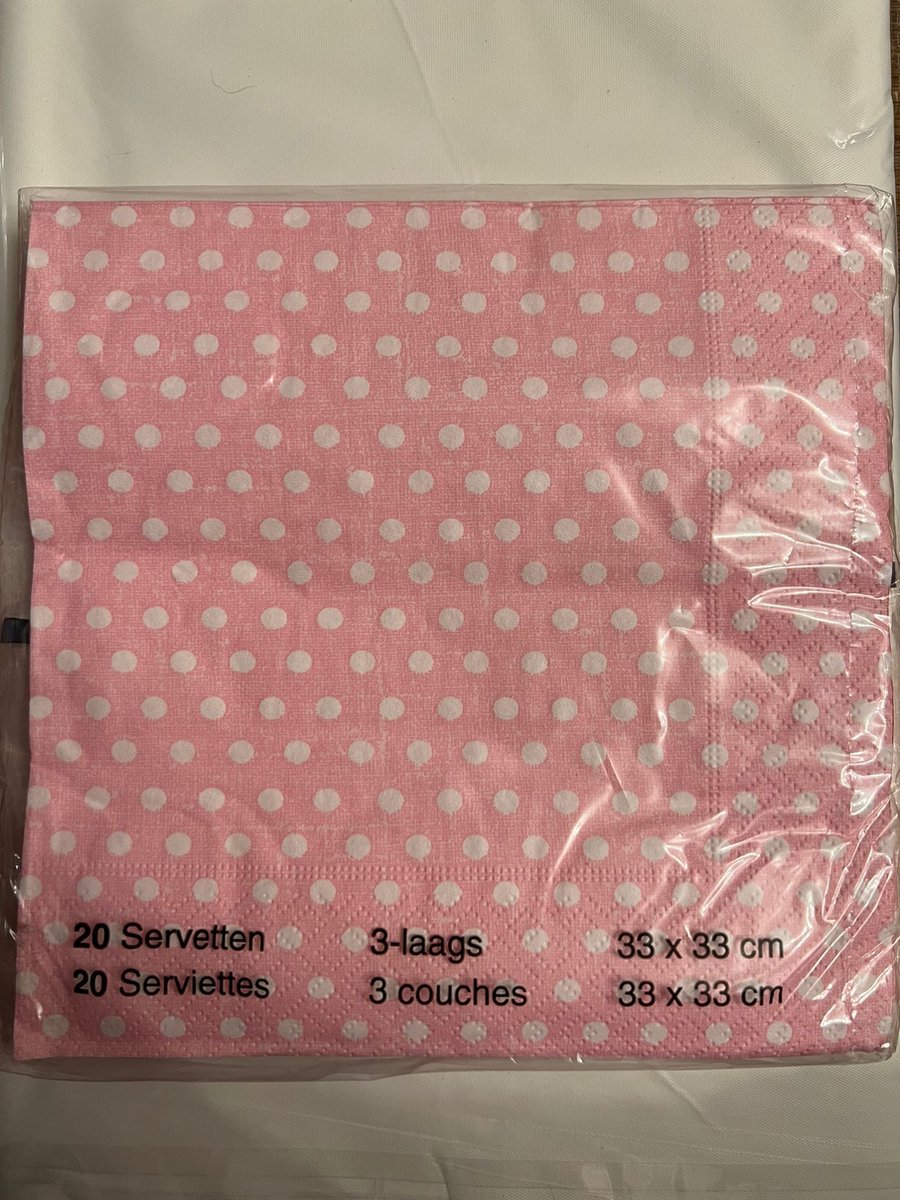 20 Servetten 3-laags 33 x 33 cm
20 Serviettes 3 couches 33 x 33 cm